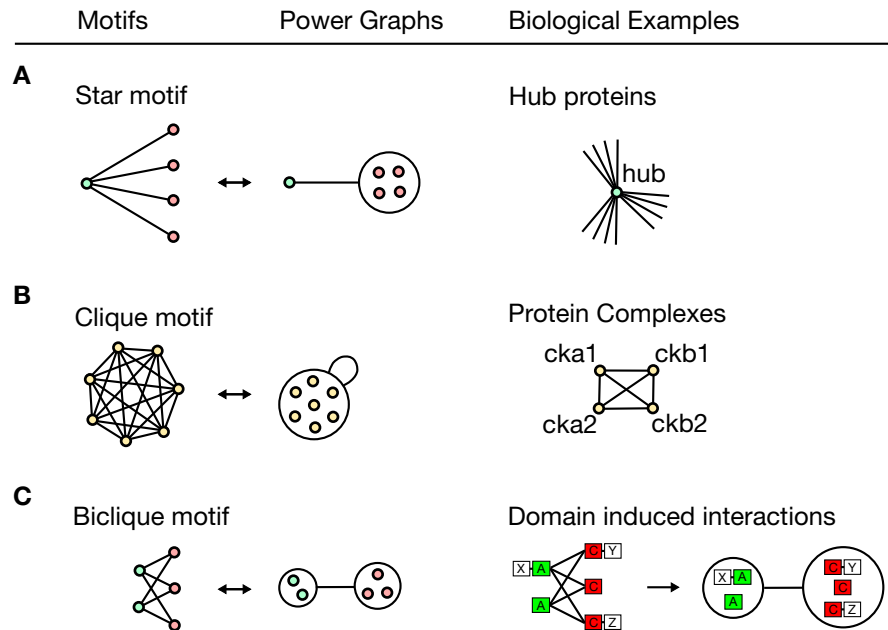 Motifs Power Graphs Biological Examples
A
Star motif Hub proteins
hub
B
Clique motif Protein Complexes
cka1 ckb1
cka2 ckb2
C
Biclique motif Domain induced interactions
C Y
X A C Y
X A
C C
A A
C Z C Z